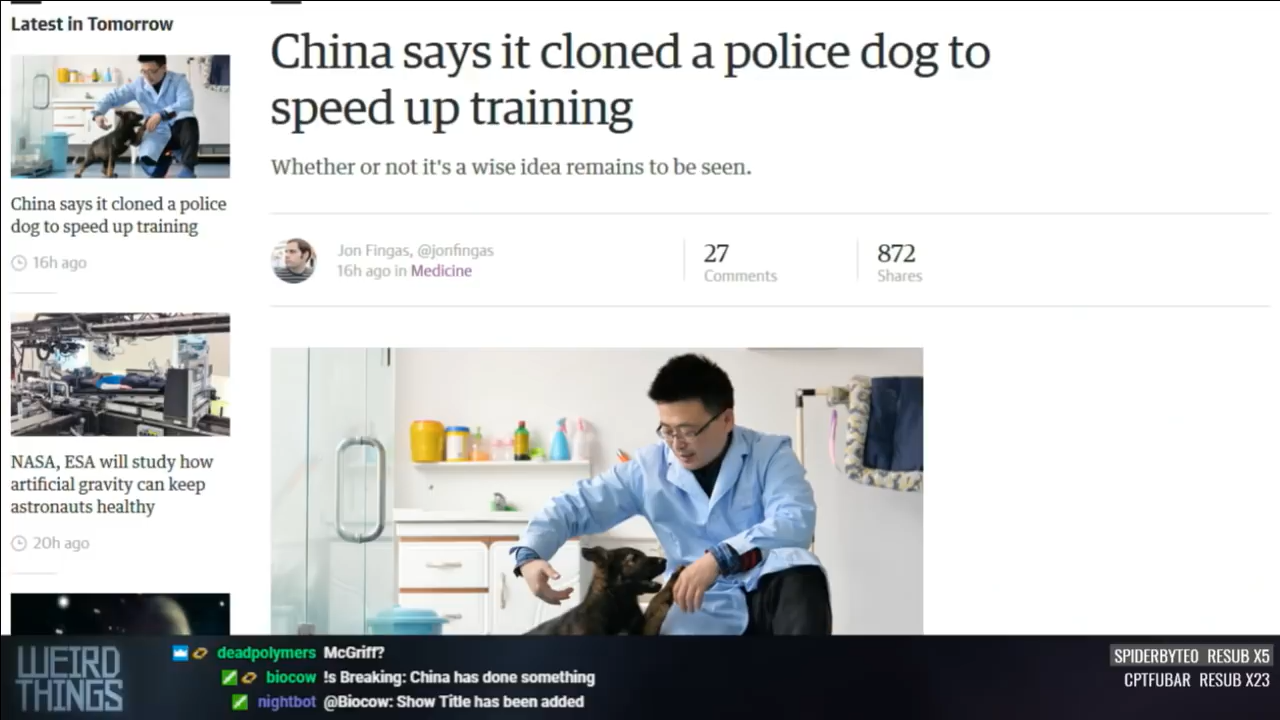 Latest in Tomorrow
China says it cloned a police
dog to speed up training
16h ago
NASA, ESA will study how
artificial gravity can keep
astronauts healthy
20h ago
China says it cloned a police dog to
speed up training
Whether or not it's a wise idea remains to be seen.
Jon Fingas, @jonfingas
16h ago in Medicine
27
Comments
872
Shares
WEIRD
THINGS
deadpolymers McGriff?
biocow !s Breaking: China has done something
nightbot @Biocow: Show Title has been added
SPIDERBYTE0 RESUB X5
CPTFUBAR RESUB X23